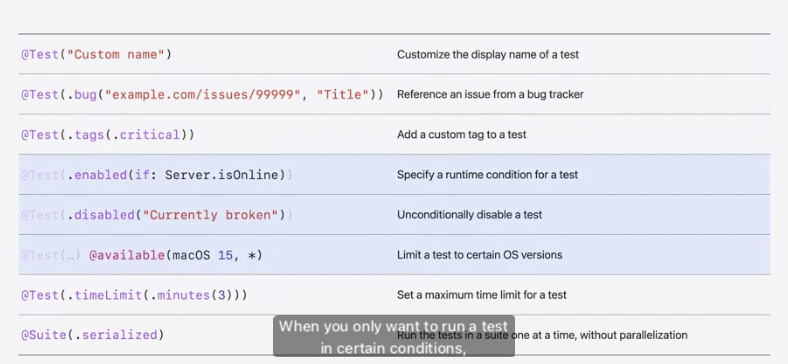 @Test("Custom name") Customize the display name of a test
@Test(.bug("example.com/issues/99999", "Title")) Reference an issue from a bug tracker
@Test(.tags(.critical)) Add a custom tag to a test
@Test(.enabled(if: Server.isOnline)) Specify a runtime condition for a test
@Test(.disabled("Currently broken")) Unconditionally disable a test
@Test(…) @available(macOS 15, *) Limit a test to certain OS versions
@Test(.timeLimit(.minutes(3))) Set a maximum time limit for a test
@Suite(.serialized) Run the tests in a suite one at a time, without parallelization
When you only want to run a test
in certain conditions,